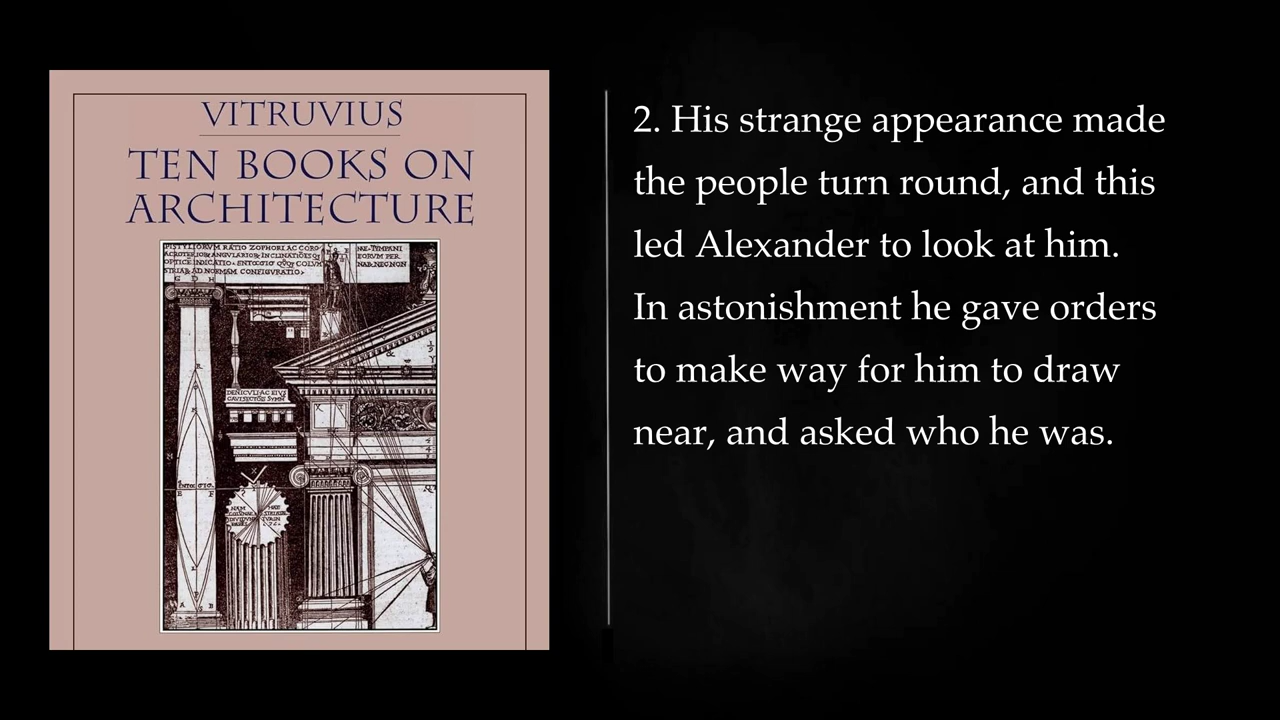 VITRUVIUS
TEN BOOKS ON
ARCHITECTURE
2. His strange appearance made
the people turn round, and this
led Alexander to look at him.
In astonishment he gave orders
to make way for him to draw
near, and asked who he was.